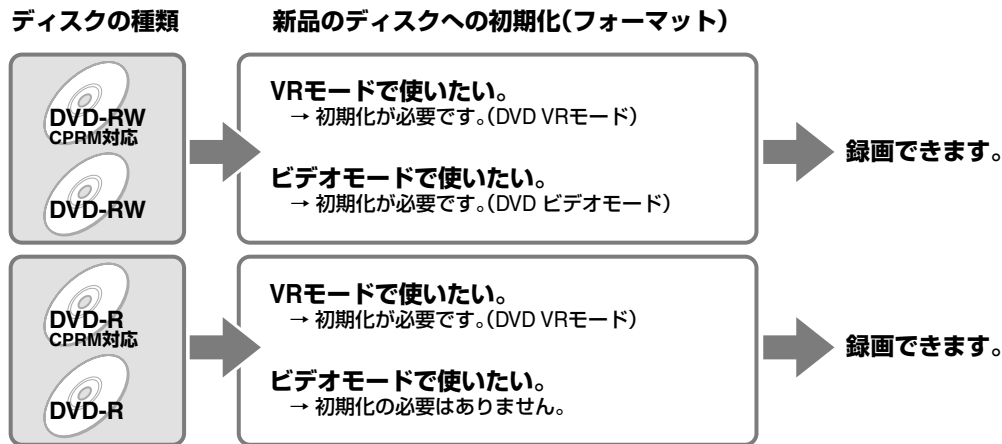 ディスクの種類
新品のディスクへの初期化（フォーマット）
DVD-RW
CPRM対応
DVD-RW
VRモードで使いたい。
→ 初期化が必要です。（DVD VRモード）
ビデオモードで使いたい。
→ 初期化が必要です。（DVD ビデオモード）
録画できます。
DVD-R
CPRM対応
DVD-R
VRモードで使いたい。
→ 初期化が必要です。（DVD VRモード）
ビデオモードで使いたい。
→ 初期化の必要はありません。
録画できます。